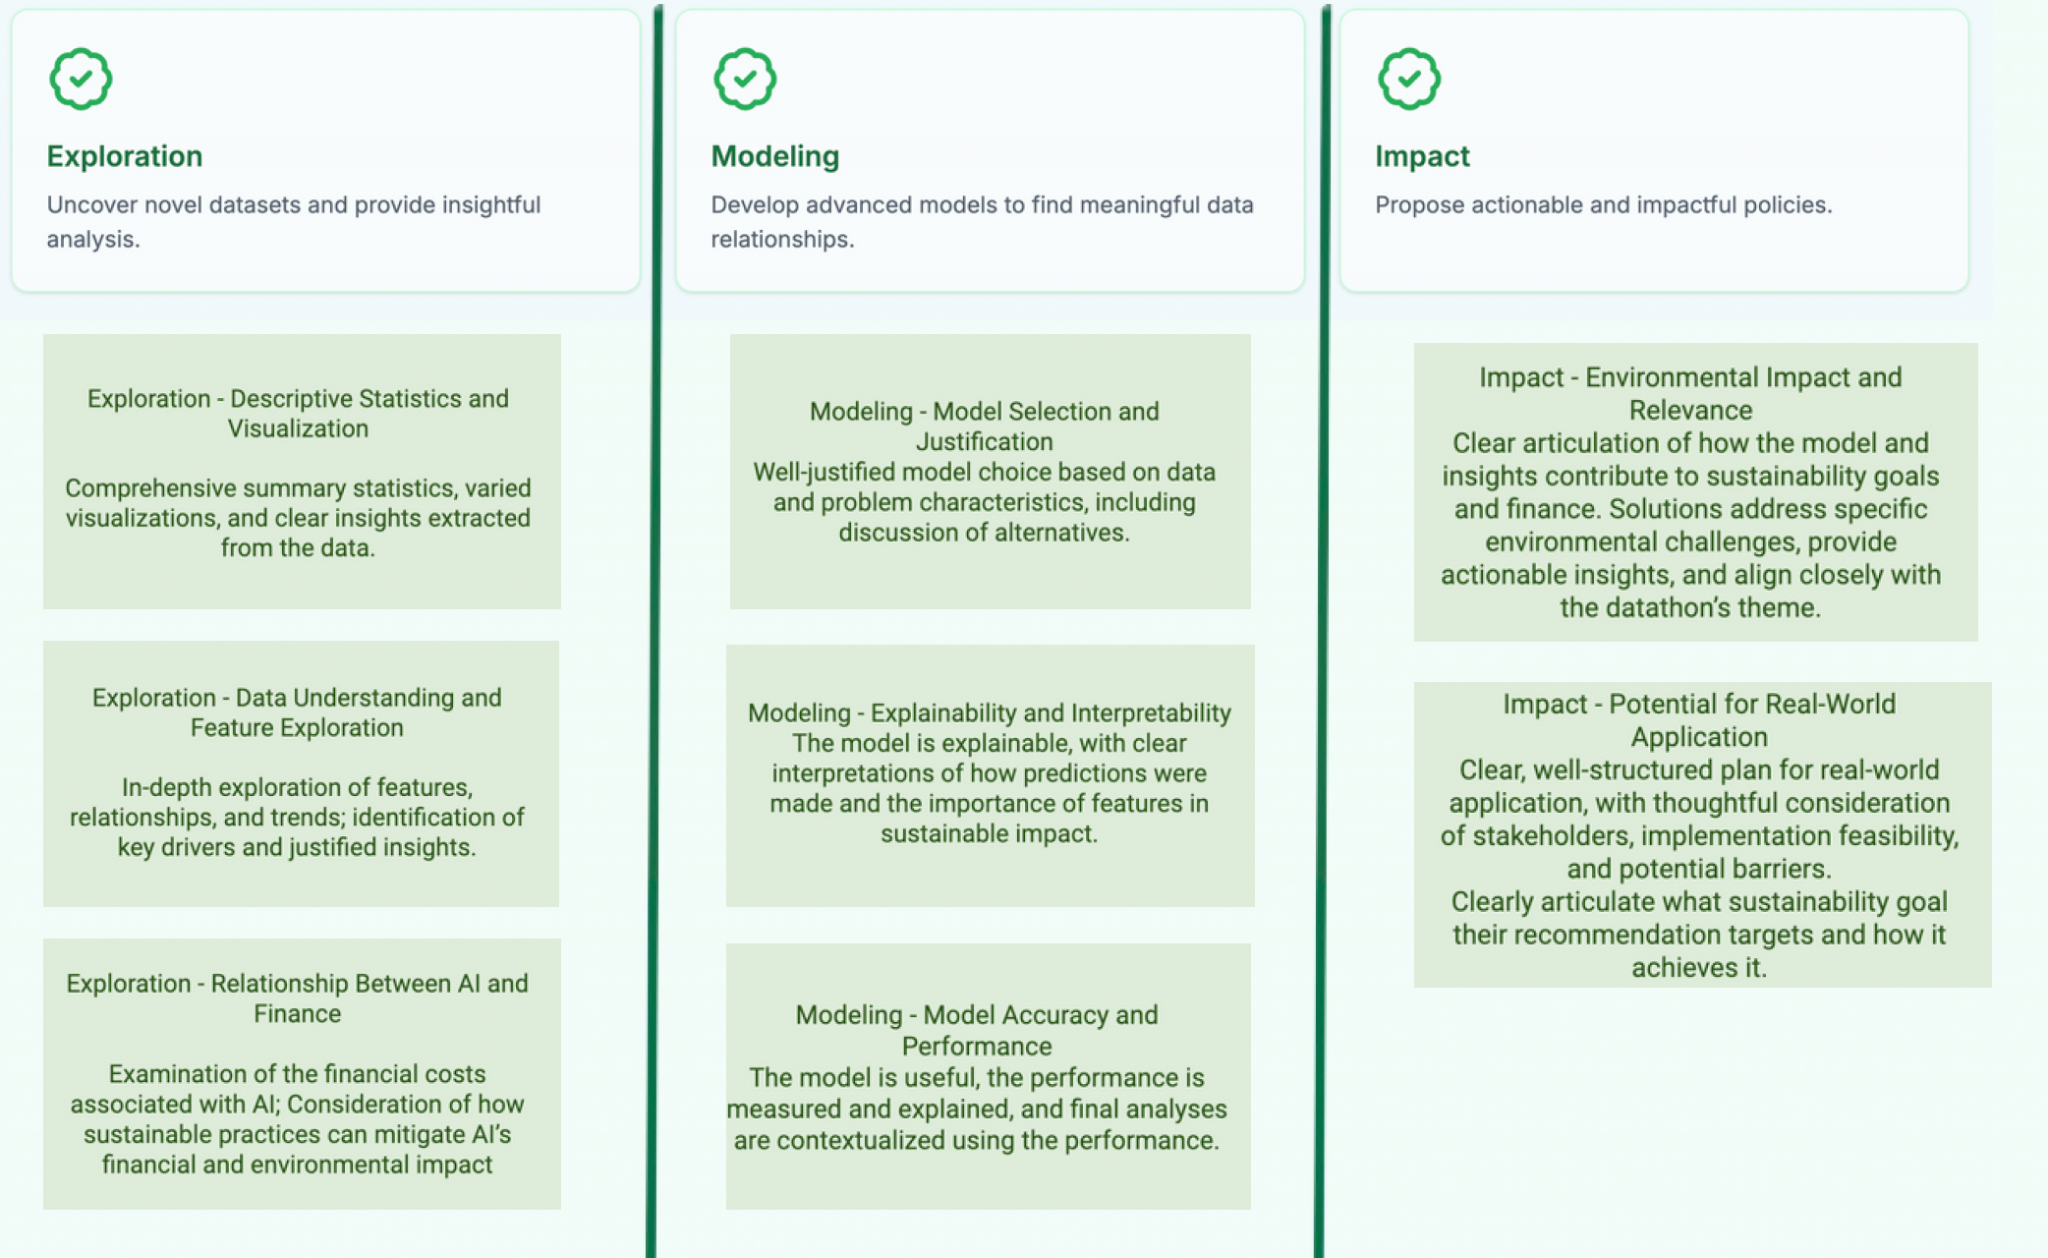 Exploration
Uncover novel datasets and provide insightful
analysis.
Exploration - Descriptive Statistics and
Visualization
Comprehensive summary statistics, varied
visualizations, and clear insights extracted
from the data.
Exploration - Data Understanding and
Feature Exploration
In-depth exploration of features,
relationships, and trends; identification of
key drivers and justified insights.
Exploration - Relationship Between AI and
Finance
Examination of the financial costs
associated with AI; Consideration of how
sustainable practices can mitigate AI’s
financial and environmental impact
Modeling
Develop advanced models to find meaningful data
relationships.
Modeling - Model Selection and
Justification
Well-justified model choice based on data
and problem characteristics, including
discussion of alternatives.
Modeling - Explainability and Interpretability
The model is explainable, with clear
interpretations of how predictions were
made and the importance of features in
sustainable impact.
Modeling - Model Accuracy and
Performance
The model is useful, the performance is
measured and explained, and final analyses
are contextualized using the performance.
Impact
Propose actionable and impactful policies.
Impact - Environmental Impact and
Relevance
Clear articulation of how the model and
insights contribute to sustainability goals
and finance. Solutions address specific
environmental challenges, provide
actionable insights, and align closely with
the datathon’s theme.
Impact - Potential for Real-World
Application
Clear, well-structured plan for real-world
application, with thoughtful consideration
of stakeholders, implementation feasibility,
and potential barriers.
Clearly articulate what sustainability goal
their recommendation targets and how it
achieves it.